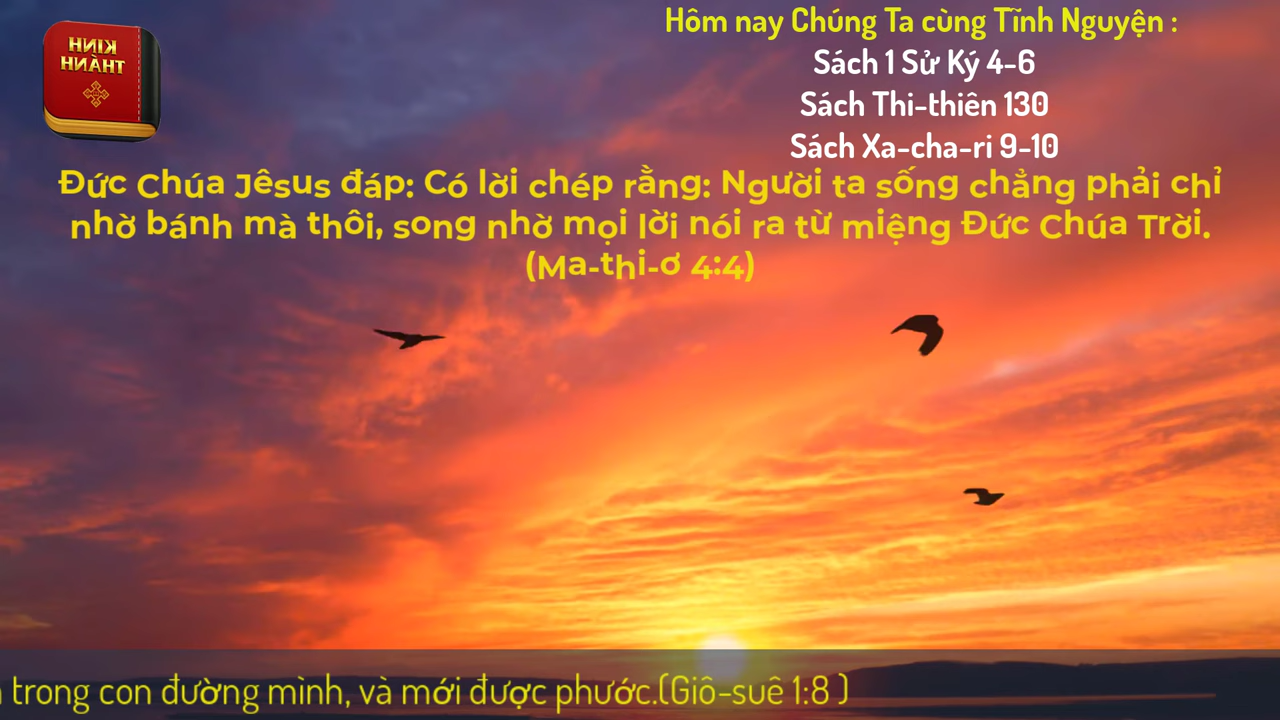 Hôm nay Chúng Ta cùng Tĩnh Nguyện :
Sách 1 Sử Ký 4-6
Sách Thi-thiên 130
Sách Xa-cha-ri 9-10
KINH
THÁNH
Đức Chúa Jêsus đáp: Có lời chép rằng: Người ta sống chẳng phải chỉ
nhờ bánh mà thôi, song nhờ mọi lời nói ra từ miệng Đức Chúa Trời.
(Ma-thi-ơ 4:4)
trong con đường mình, và mới được phước.(Giô-suê 1:8 )